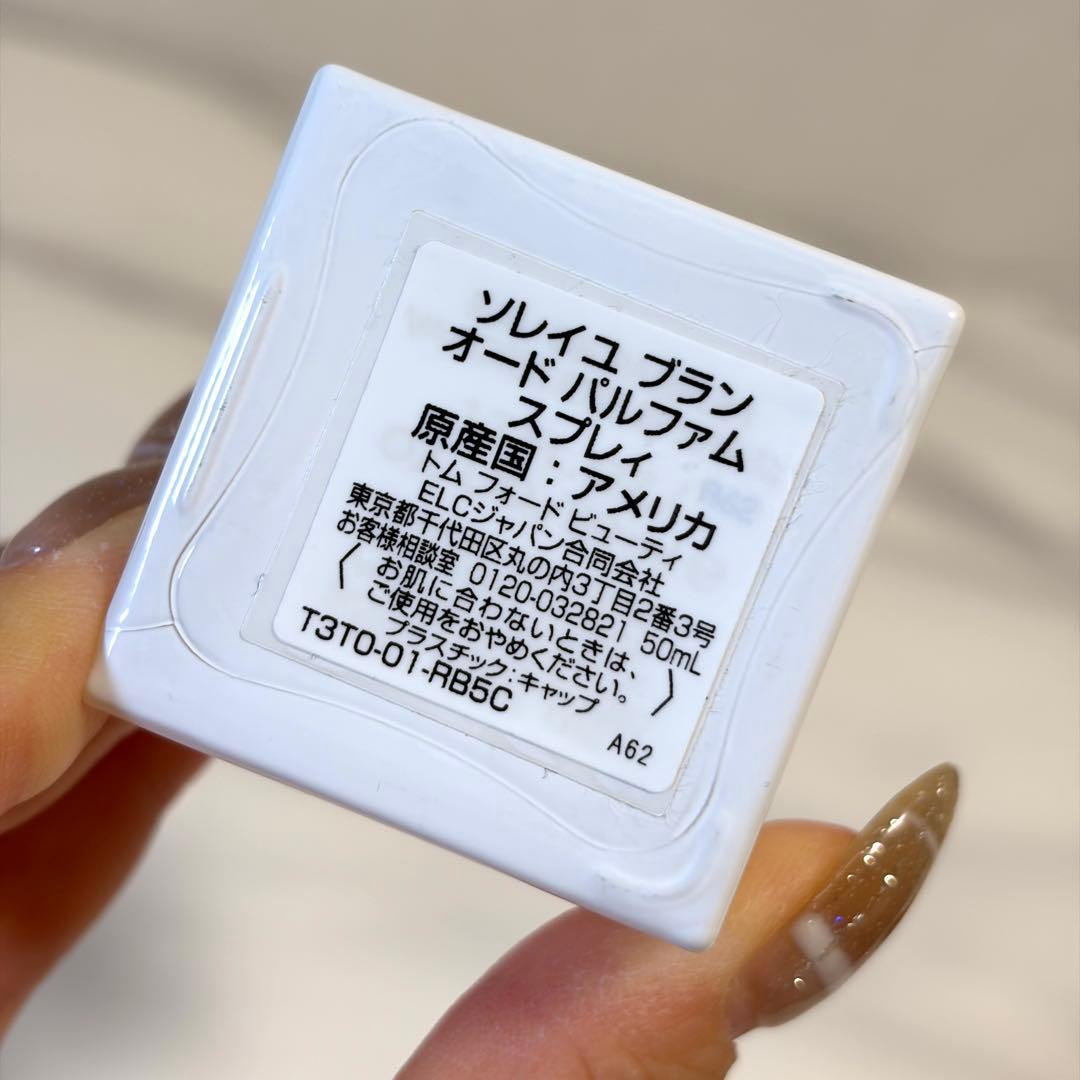 ソレイユ ブラン
オード パルファム
スプレィ
原産国：アメリカ
トム フォード ビューティ
ELCジャパン合同会社
東京都千代田区丸の内3丁目2番3号
お客様相談室 0120-032821 50mL
〈 お肌に合わないときは、
ご使用をおやめください。 〉
プラスチック：キャップ
T3T0-01-RB5C
A62